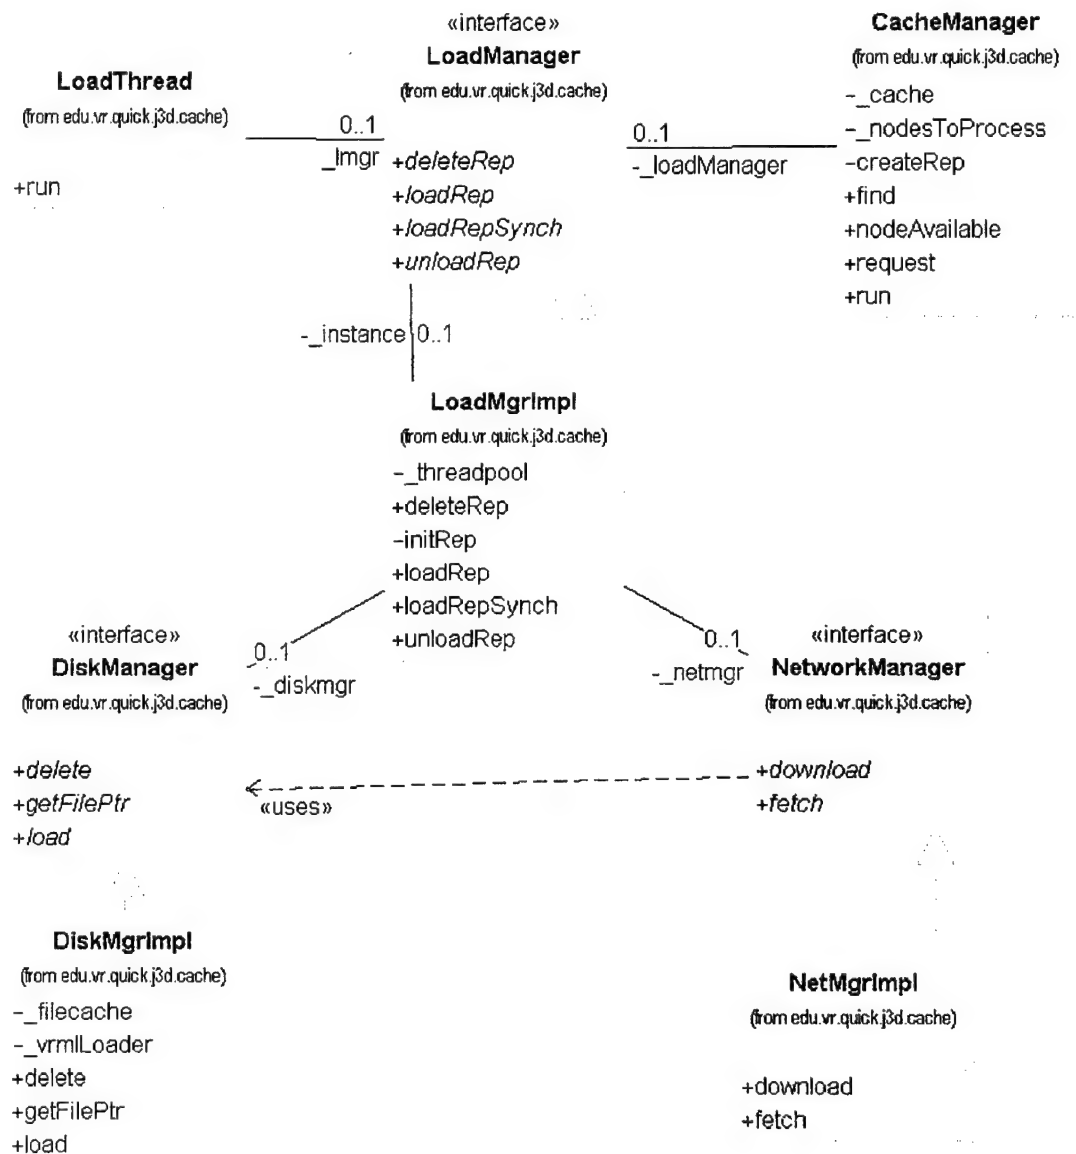 LoadThread
(from edu.vr.quick.j3d.cache)
+run
0..1
_lmgr
«interface»
LoadManager
(from edu.vr.quick.j3d.cache)
+deleteRep
+loadRep
+loadRepSynch
+unloadRep
0..1
-_loadManager
CacheManager
(from edu.vr.quick.j3d.cache)
-_cache
-_nodesToProcess
-createRep
+find
+nodeAvailable
+request
+run
-_instance 0..1
LoadMgrImpl
(from edu.vr.quick.j3d.cache)
-_threadpool
+deleteRep
-initRep
+loadRep
+loadRepSynch
+unloadRep
«interface»
DiskManager
(from edu.vr.quick.j3d.cache)
+delete
+getFilePtr
+load
0..1
-_diskmgr
0..1
-_netmgr
«interface»
NetworkManager
(from edu.vr.quick.j3d.cache)
+download
+fetch
«uses»
DiskMgrImpl
(from edu.vr.quick.j3d.cache)
-_filecache
-_vrmlLoader
+delete
+getFilePtr
+load
NetMgrImpl
(from edu.vr.quick.j3d.cache)
+download
+fetch